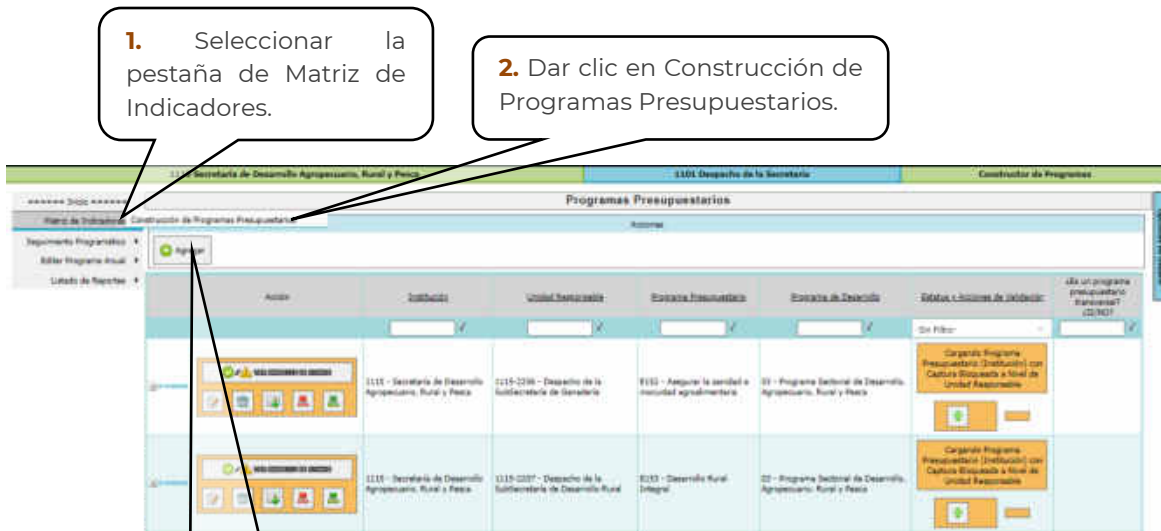 1. Seleccionar la
pestaña de Matriz de
Indicadores.
2. Dar clic en Construcción de
Programas Presupuestarios.
Secretaría de Desarrollo Agropecuario, Rural y Pesca
1101 Despacho de la Secretaría
Constructor de Programas
====== Inicio ======
Programas Presupuestarios
Matriz de Indicadores
Construcción de Programas Presupuestarios
Acciones
Seguimiento Programático
Editar Programa Anual
Listado de Reportes
Agregar
Acción
Institución
Unidad Responsable
Programa Presupuestario
Programa de Desarrollo
Estatus y Acciones de Validación
¿Es un programa
presupuestario
transversal?
¿SI/NO?
Sin Filtro
Cargando Programa
Presupuestario (Institución) con
Captura Bloqueada a Nivel de
Unidad Responsable
1115 - Secretaría de Desarrollo
Agropecuario, Rural y Pesca
1115-2206 - Despacho de la
Subsecretaría de Ganadería
E152 - Asegurar la sanidad e
inocuidad agroalimentaria
03 - Programa Sectorial de Desarrollo,
Agropecuario, Rural y Pesca
Cargando Programa
Presupuestario (Institución) con
Captura Bloqueada a Nivel de
Unidad Responsable
1115 - Secretaría de Desarrollo
Agropecuario, Rural y Pesca
1115-2207 - Despacho de la
Subsecretaría de Desarrollo Rural
E153 - Desarrollo Rural
Integral
03 - Programa Sectorial de Desarrollo,
Agropecuario, Rural y Pesca